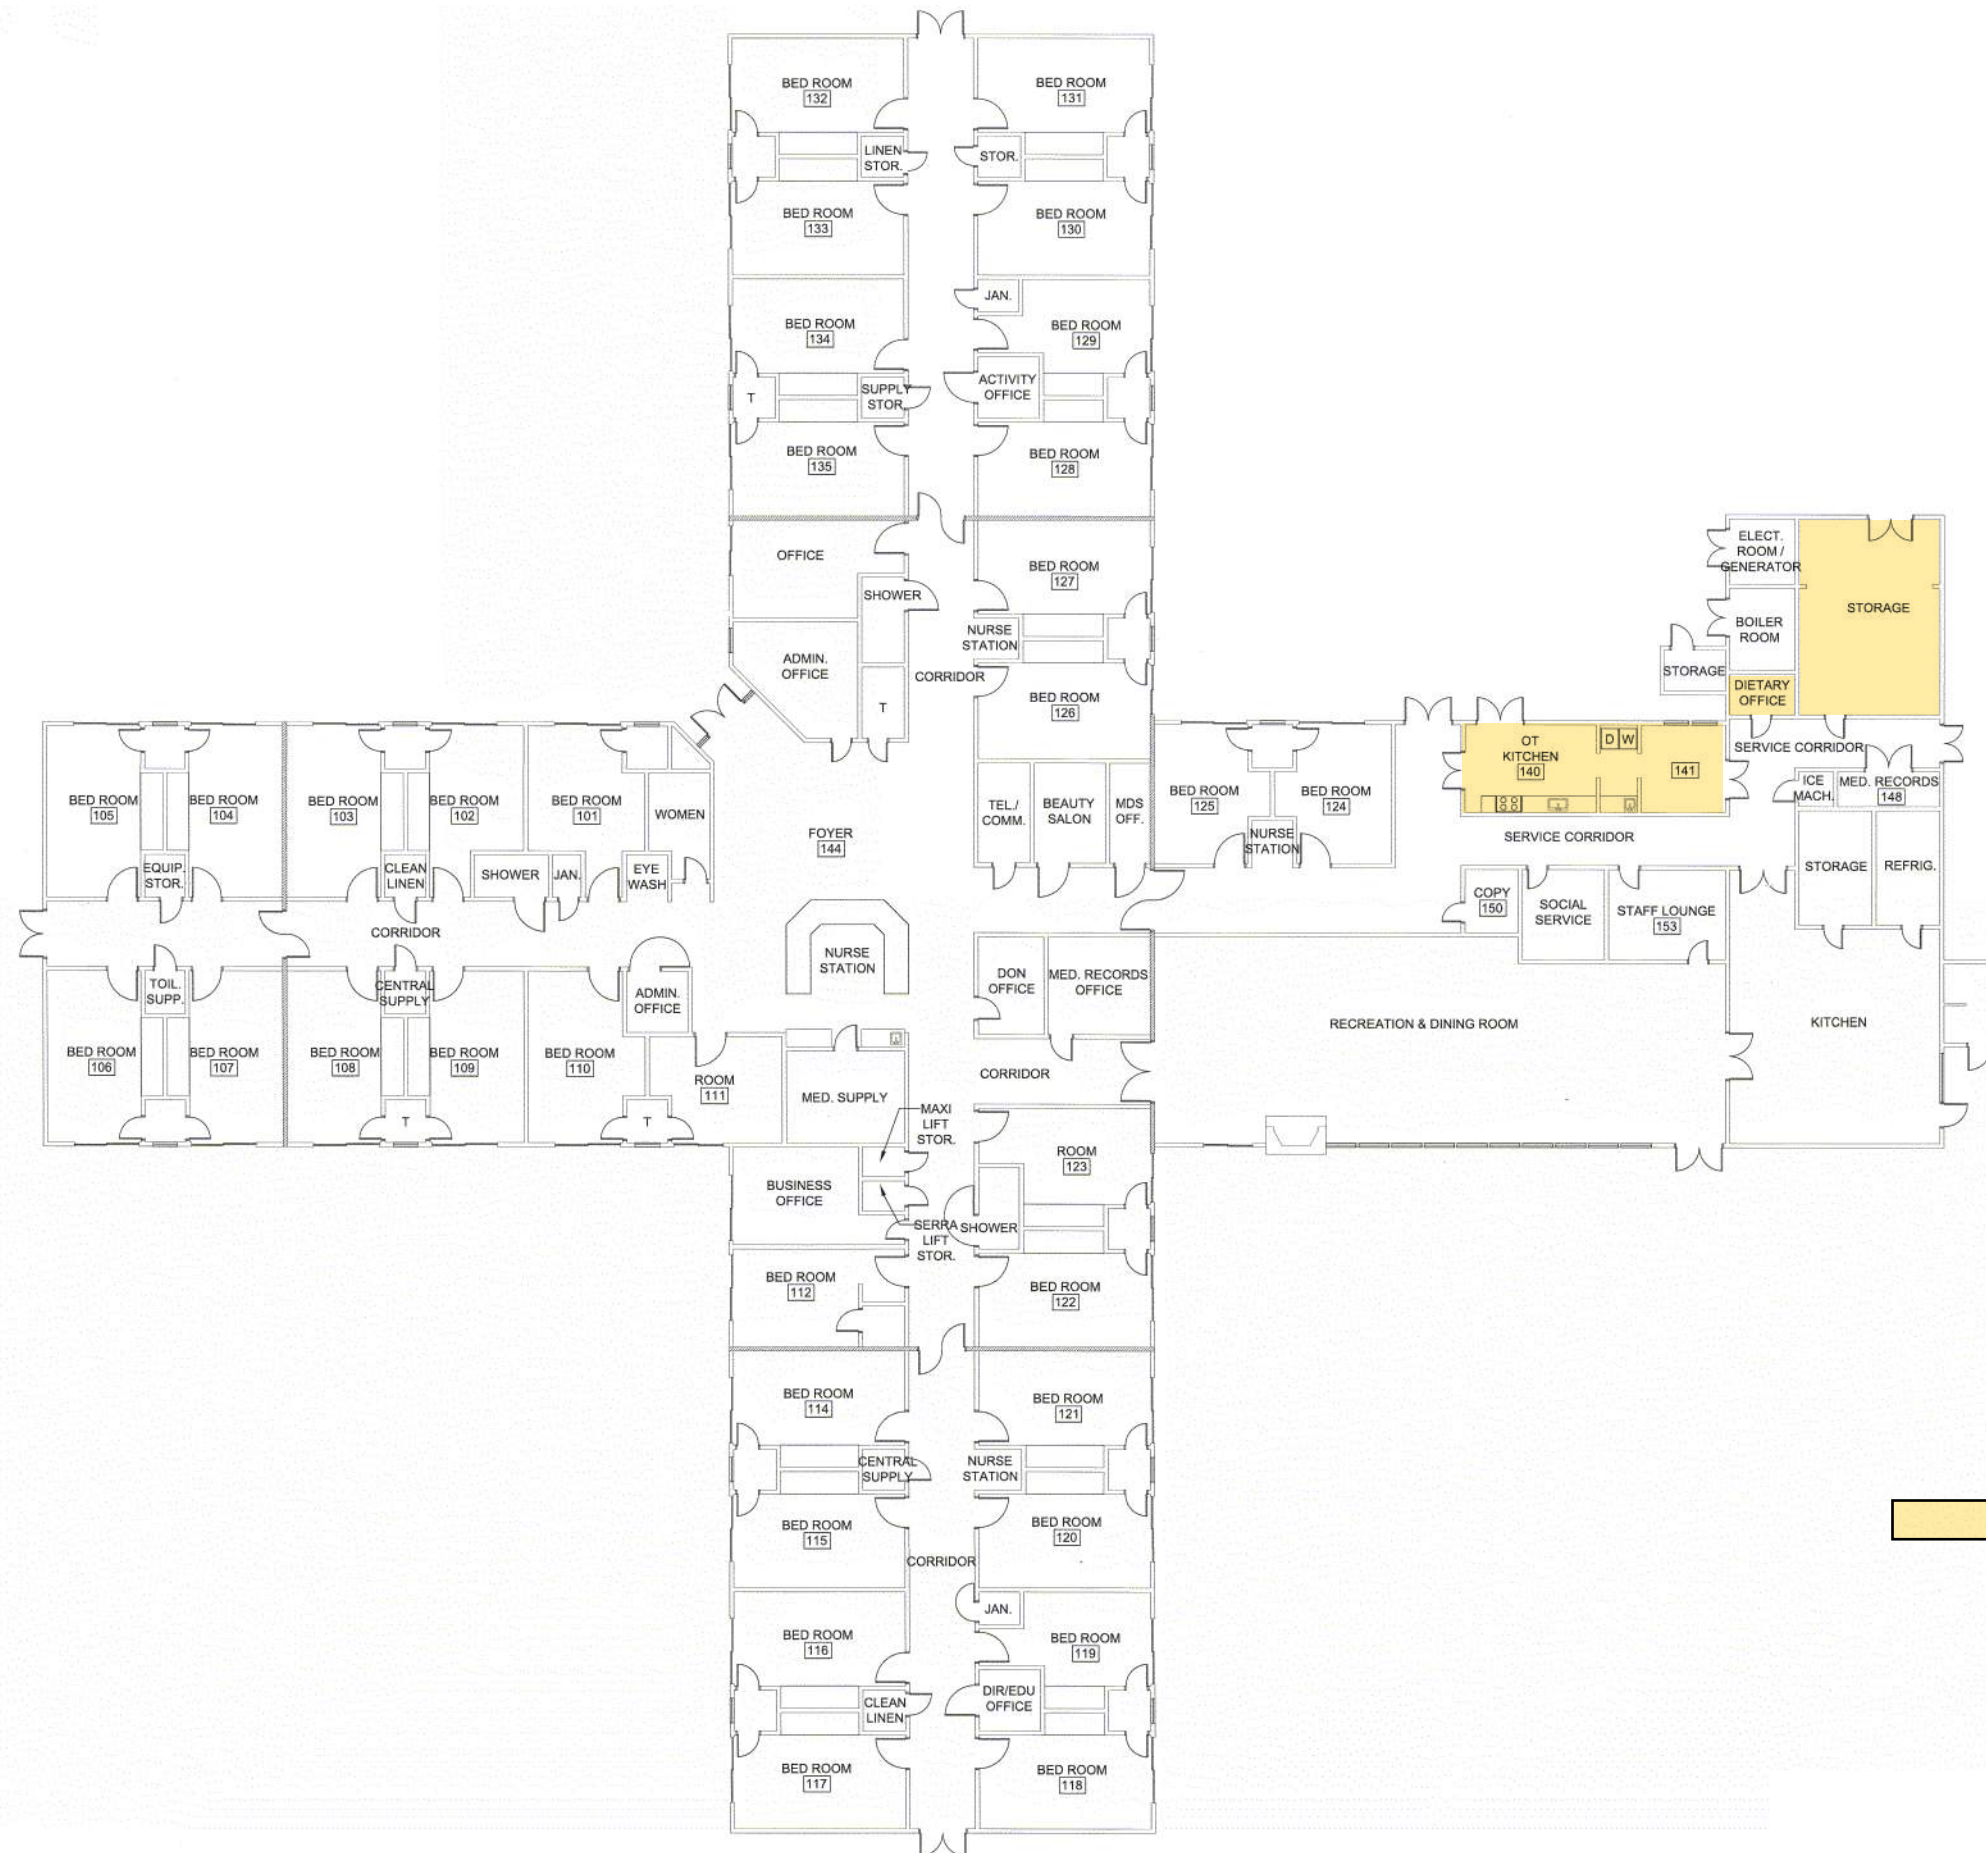 BED ROOM
132
BED ROOM
131
LINEN
STOR.
STOR.
BED ROOM
133
BED ROOM
130
JAN.
BED ROOM
134
BED ROOM
129
T
SUPPLY
STOR.
ACTIVITY
OFFICE
BED ROOM
135
BED ROOM
128
OFFICE
BED ROOM
127
SHOWER
NURSE
STATION
ADMIN.
OFFICE
CORRIDOR
T
BED ROOM
126
ELECT.
ROOM /
GENERATOR
STORAGE
BOILER
ROOM
STORAGE
DIETARY
OFFICE
BED ROOM
105
BED ROOM
104
BED ROOM
103
BED ROOM
102
BED ROOM
101
WOMEN
EQUIP.
STOR.
CLEAN
LINEN
SHOWER
JAN.
EYE
WASH
FOYER
144
TEL./
COMM.
BEAUTY
SALON
MDS
OFF.
BED ROOM
125
BED ROOM
124
NURSE
STATION
OT
KITCHEN
140
D W
141
SERVICE CORRIDOR
ICE
MACH.
MED. RECORDS
148
SERVICE CORRIDOR
STORAGE
REFRIG.
COPY
150
SOCIAL
SERVICE
STAFF LOUNGE
153
CORRIDOR
NURSE
STATION
TOIL.
SUPP.
CENTRAL
SUPPLY
ADMIN.
OFFICE
DON
OFFICE
MED. RECORDS
OFFICE
RECREATION & DINING ROOM
KITCHEN
BED ROOM
106
BED ROOM
107
BED ROOM
108
BED ROOM
109
BED ROOM
110
ROOM
111
MED. SUPPLY
CORRIDOR
T
T
MAXI
LIFT
STOR.
ROOM
123
BUSINESS
OFFICE
SERRA
LIFT
STOR.
SHOWER
BED ROOM
112
BED ROOM
122
BED ROOM
114
BED ROOM
121
CENTRAL
SUPPLY
NURSE
STATION
BED ROOM
115
BED ROOM
120
CORRIDOR
JAN.
BED ROOM
116
BED ROOM
119
CLEAN
LINEN
DIR/EDU
OFFICE
BED ROOM
117
BED ROOM
118